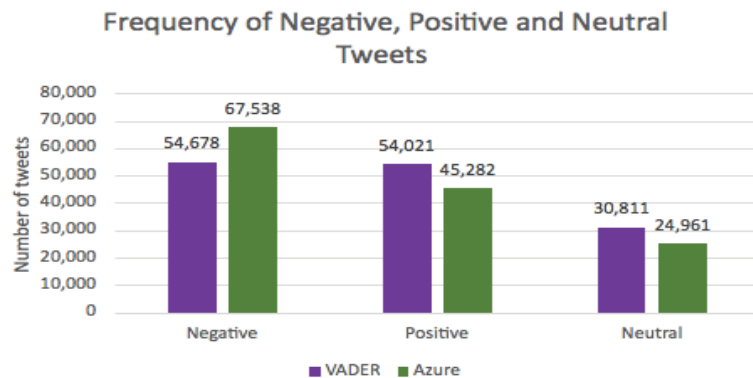 Frequency of Negative, Positive and Neutral
Tweets
Number of tweets
80,000
70,000
60,000
50,000
40,000
30,000
20,000
10,000
0
54,678
67,538
54,021
45,282
30,811
24,961
Negative
Positive
Neutral
VADER
Azure